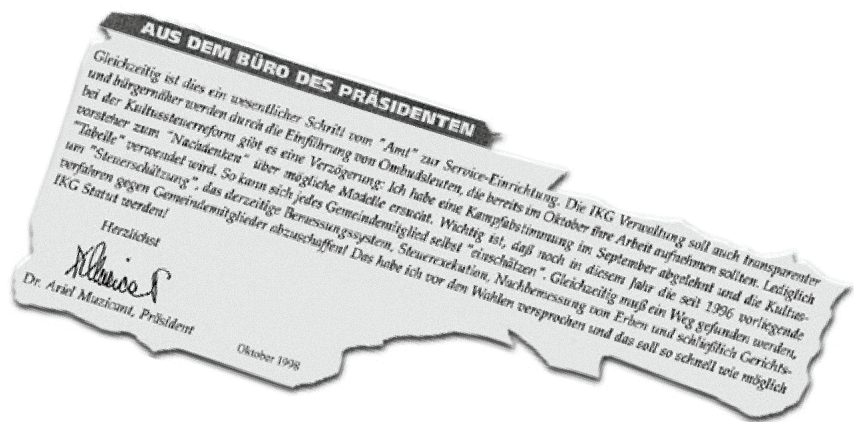 AUS DEM BÜRO DES PRÄSIDENTEN
Gleichzeitig ist dies ein wesentlicher Schritt vom "Amt" zur Service-Einrichtung. Die IKG Verwaltung soll auch transparenter
und bürgernäher werden durch die Einführung von Ombudsleuten, die bereits im Oktober ihre Arbeit aufnehmen sollten. Lediglich
bei der Kultussteuerreform gibt es eine Verzögerung: Ich habe eine Kampfabstimmung im September abgelehnt und die Kultus-
vorsteher zum "Nachdenken" über mögliche Modelle ersucht. Wichtig ist, daß noch in diesem Jahr die seit 1996 vorliegende
"Tabelle" verwendet wird. So kann sich jedes Gemeindemitglied selbst "einschätzen". Gleichzeitig muß ein Weg gefunden werden,
um "Steuerschätzung", das derzeitige Bemessungssystem, Steuerexekution, Nachbemessung von Erben und schließlich Gerichts-
verfahren gegen Gemeindemitglieder abzuschaffen! Das habe ich vor den Wahlen versprochen und das soll so schnell wie möglich
IKG Statut werden!
Herzlichst
Dr. Ariel Muzicant, Präsident
Oktober 1998